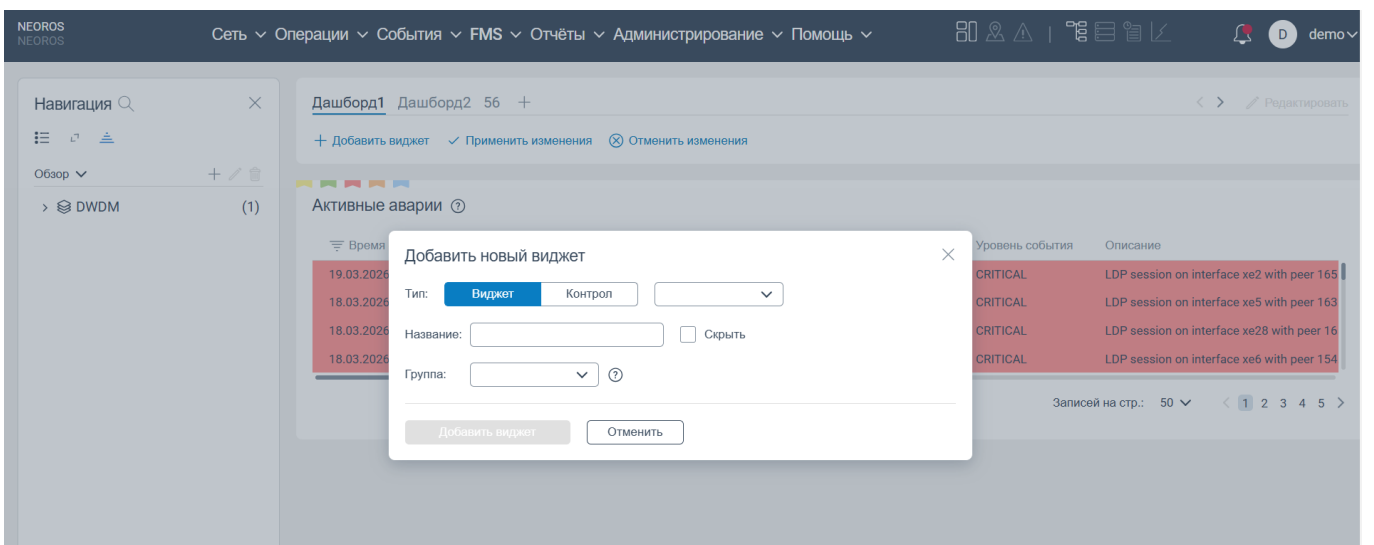 NEOROS
NEOROS
Сеть Операции События FMS Отчёты Администрирование Помощь
D demo
Навигация
Обзор
DWDM (1)
Дашборд1 Дашборд2 56
Редактировать
Добавить виджет Применить изменения Отменить изменения
Активные аварии
Время Уровень события Описание
19.03.2026 CRITICAL LDP session on interface xe2 with peer 165
18.03.2026 CRITICAL LDP session on interface xe5 with peer 163
18.03.2026 CRITICAL LDP session on interface xe28 with peer 16
18.03.2026 CRITICAL LDP session on interface xe6 with peer 154
Записей на стр.: 50 1 2 3 4 5
Добавить новый виджет
Тип: Виджет Контрол
Название: Скрыть
Группа:
Добавить виджет Отменить